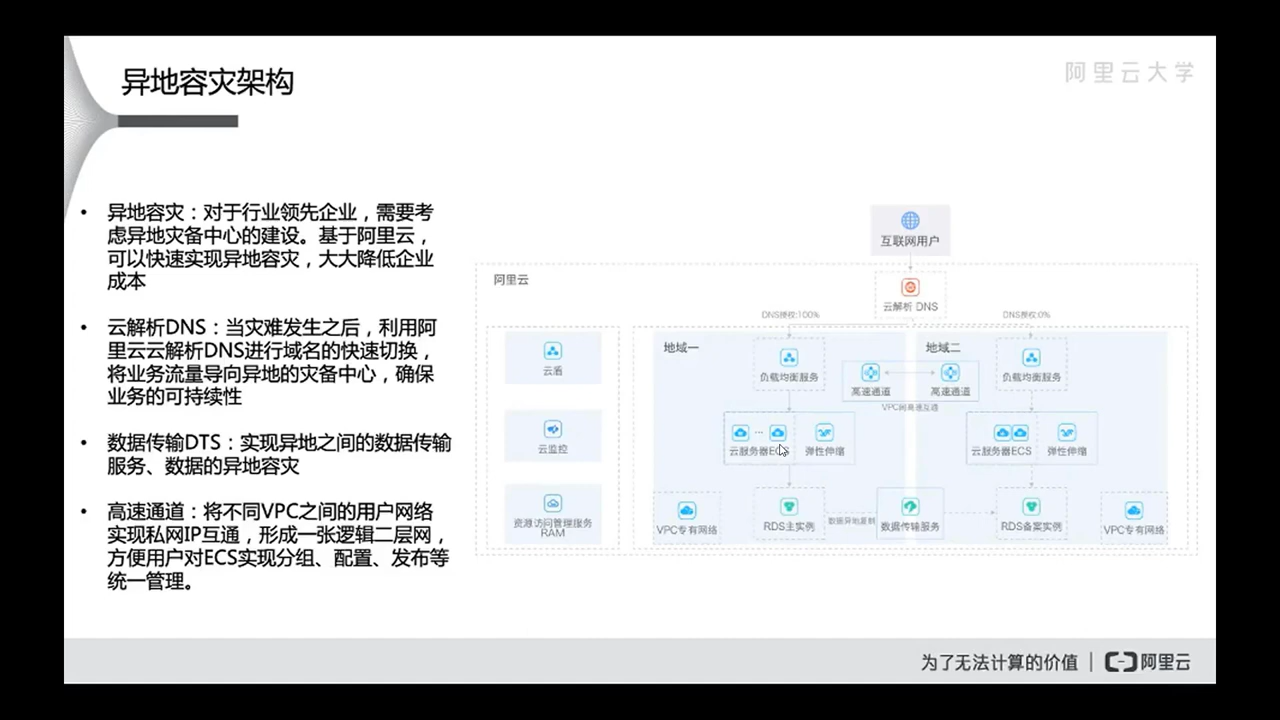 异地容灾架构
阿里云大学
• 异地容灾：对于行业领先企业，需要考
虑异地灾备中心的建设。基于阿里云，
可以快速实现异地容灾，大大降低企业
成本
• 云解析DNS：当灾难发生之后，利用阿
里云云解析DNS进行域名的快速切换，
将业务流量导向异地的灾备中心，确保
业务的可持续性
• 数据传输DTS：实现异地之间的数据传输
服务、数据的异地容灾
• 高速通道：将不同VPC之间的用户网络
实现私网IP互通，形成一张逻辑二层网，
方便用户对ECS实现分组、配置、发布等
统一管理。
互联网用户
阿里云
云解析 DNS
DNS授权:100%
DNS授权:0%
云盾
云监控
资源访问管理服务
RAM
地域一
负载均衡服务
高速通道
地域二
高速通道
负载均衡服务
VPC间高速互通
云服务器ECS
弹性伸缩
云服务器ECS
弹性伸缩
VPC专有网络
RDS主实例
数据异地复制
数据传输服务
RDS备案实例
VPC专有网络
为了无法计算的价值
阿里云